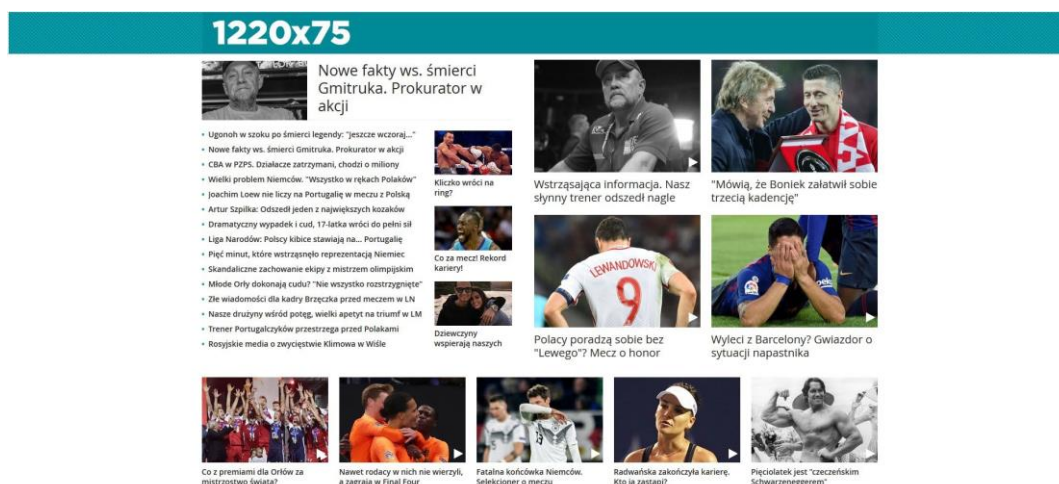 1220x75
Nowe fakty ws. śmierci
Gmitruka. Prokurator w
akcji
Ugonoh w szoku po śmierci legendy: "Jeszcze wczoraj..."
Nowe fakty ws. śmierci Gmitruka. Prokurator w akcji
CBA w PZPS. Działacze zatrzymani, chodzi o miliony
Wielki problem Niemców. "Wszystko w rękach Polaków"
Joachim Loew nie liczy na Portugalię w meczu z Polską
Artur Szpilka: Odszedł jeden z największych kozaków
Dramatyczny wypadek i cud, 17-latka wróci do pełni sił
Liga Narodów: Polscy kibice stawiają na... Portugalię
Pięć minut, które wstrząsnęło reprezentacją Niemiec
Skandaliczne zachowanie ekipy z mistrzem olimpijskim
Młode Orły dokonają cudu? "Nie wszystko rozstrzygnięte"
Złe wiadomości dla kadry Brzęczka przed meczem w LN
Nasze drużyny wśród potęg, wielki apetyt na triumf w LM
Trener Portugalczyków przestrzega przed Polakami
Rosyjskie media o zwycięstwie Klimowa w Wiśle
Kliczko wróci na
ring?
Co za mecz! Rekord
kariery!
Dziewczyny
wspierają naszych
Wstrząsająca informacja. Nasz
słynny trener odszedł nagle
"Mówią, że Boniek załatwił sobie
trzecią kadencję"
LEWANDOWSKI
9
Polacy poradzą sobie bez
"Lewego"? Mecz o honor
Wyleci z Barcelony? Gwiazdor o
sytuacji napastnika
13
Co z premiami dla Orłów za
mistrzostwo świata?
Nawet rodacy w nich nie wierzyli,
a zagrają w Final Four
Fatalna końcówka Niemców.
Selekcjoner o meczu
Radwańska zakończyła karierę.
Kto ją zastąpi?
Pięciolatek jest "czeczeńskim
Schwarzeneggerem"